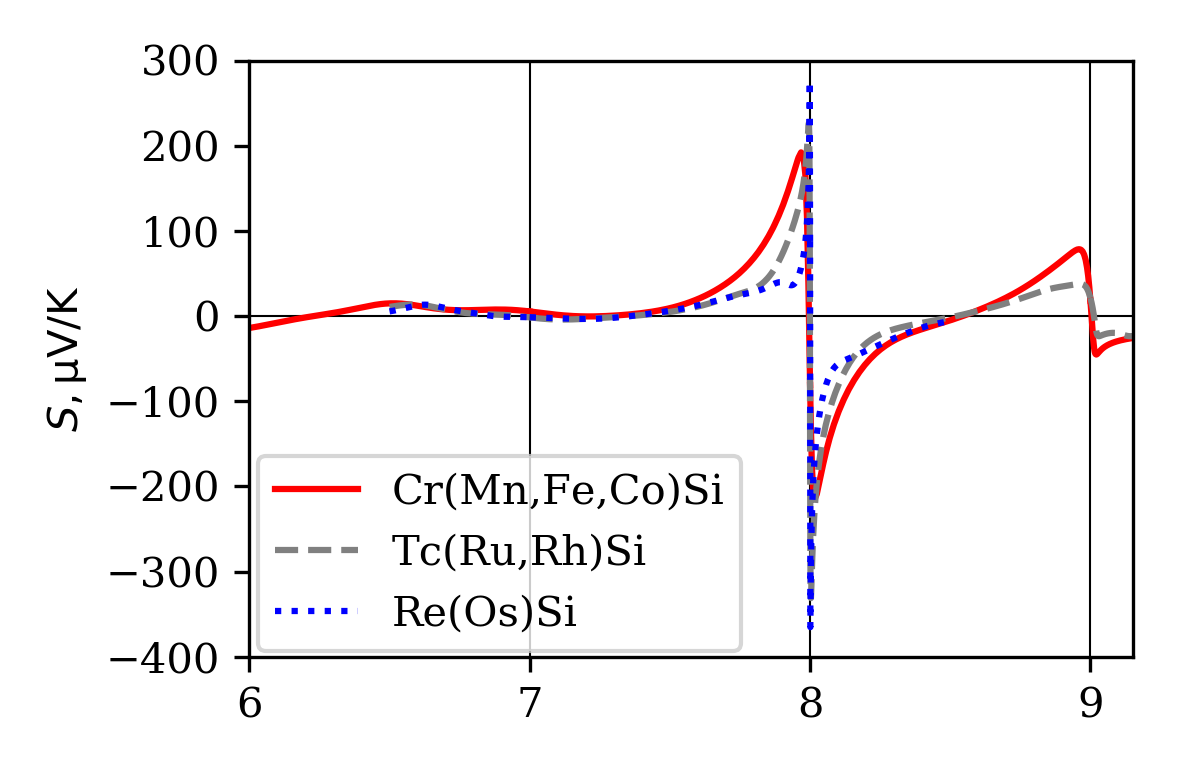 300
200
100
0
−100
−200
−300
−400
S, μV/K
Cr(Mn,Fe,Co)Si
Tc(Ru,Rh)Si
Re(Os)Si
6 7 8 9